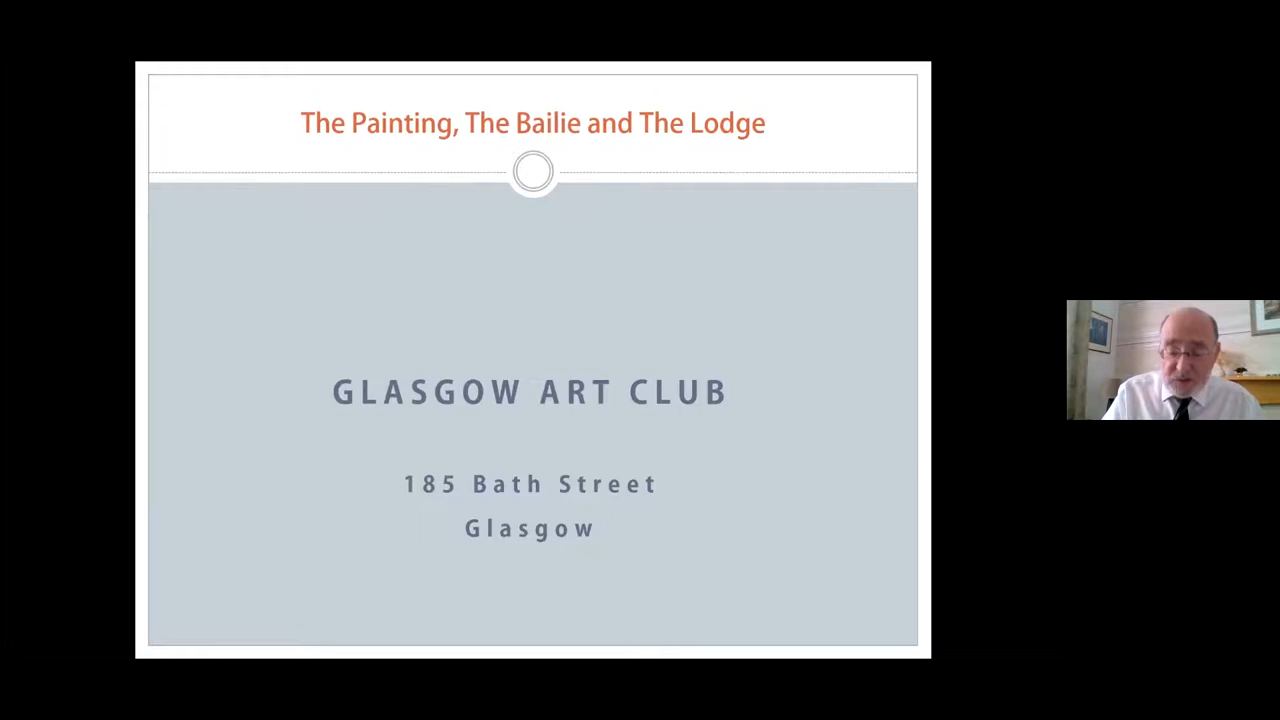 The Painting, The Bailie and The Lodge
GLASGOW ART CLUB
185 Bath Street
Glasgow